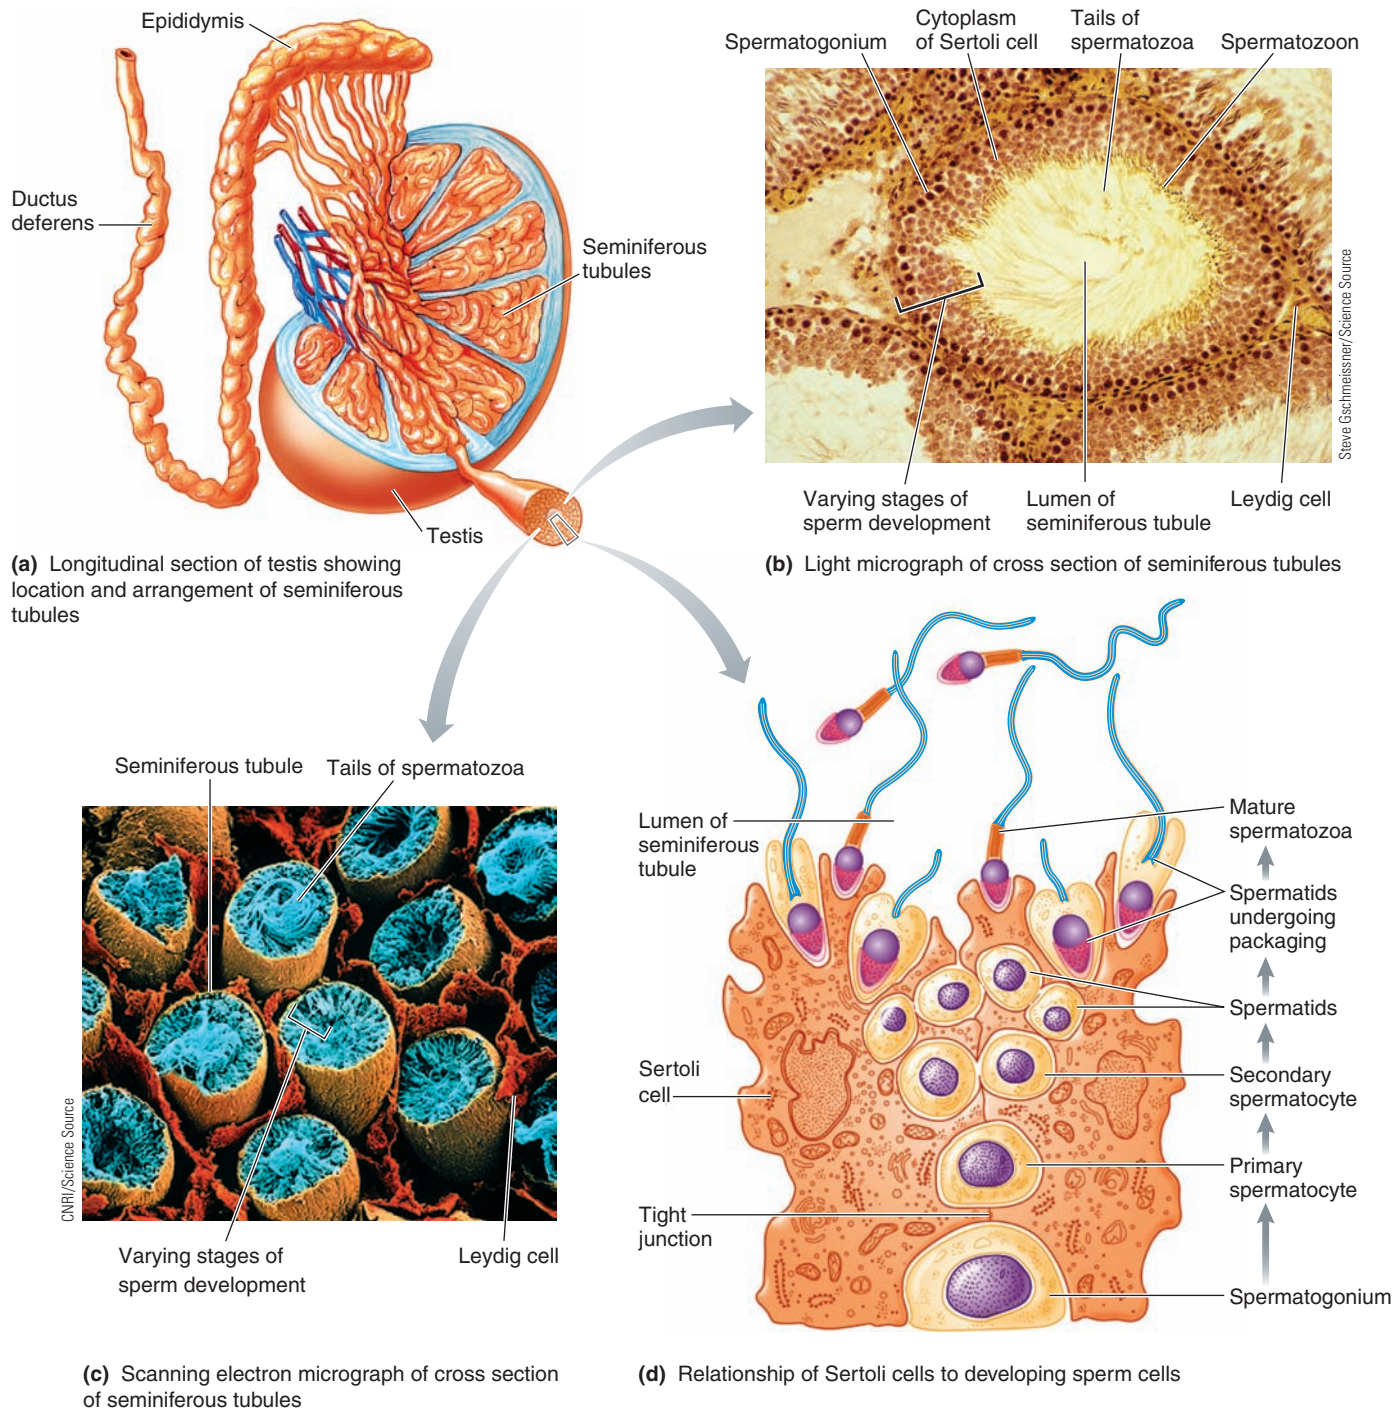 Epididymis
Ductus
deferens
Seminiferous
tubules
Testis
(a) Longitudinal section of testis showing
location and arrangement of seminiferous
tubules
Spermatogonium
Cytoplasm
of Sertoli cell
Tails of
spermatozoa
Spermatozoon
Steve Gschmeissner/Science Source
Varying stages of
sperm development
Lumen of
seminiferous tubule
Leydig cell
(b) Light micrograph of cross section of seminiferous tubules
Seminiferous tubule
Tails of spermatozoa
CNRI/Science Source
Varying stages of
sperm development
Leydig cell
(c) Scanning electron micrograph of cross section
of seminiferous tubules
Lumen of
seminiferous
tubule
Sertoli
cell
Tight
junction
Mature
spermatozoa
Spermatids
undergoing
packaging
Spermatids
Secondary
spermatocyte
Primary
spermatocyte
Spermatogonium
(d) Relationship of Sertoli cells to developing sperm cells